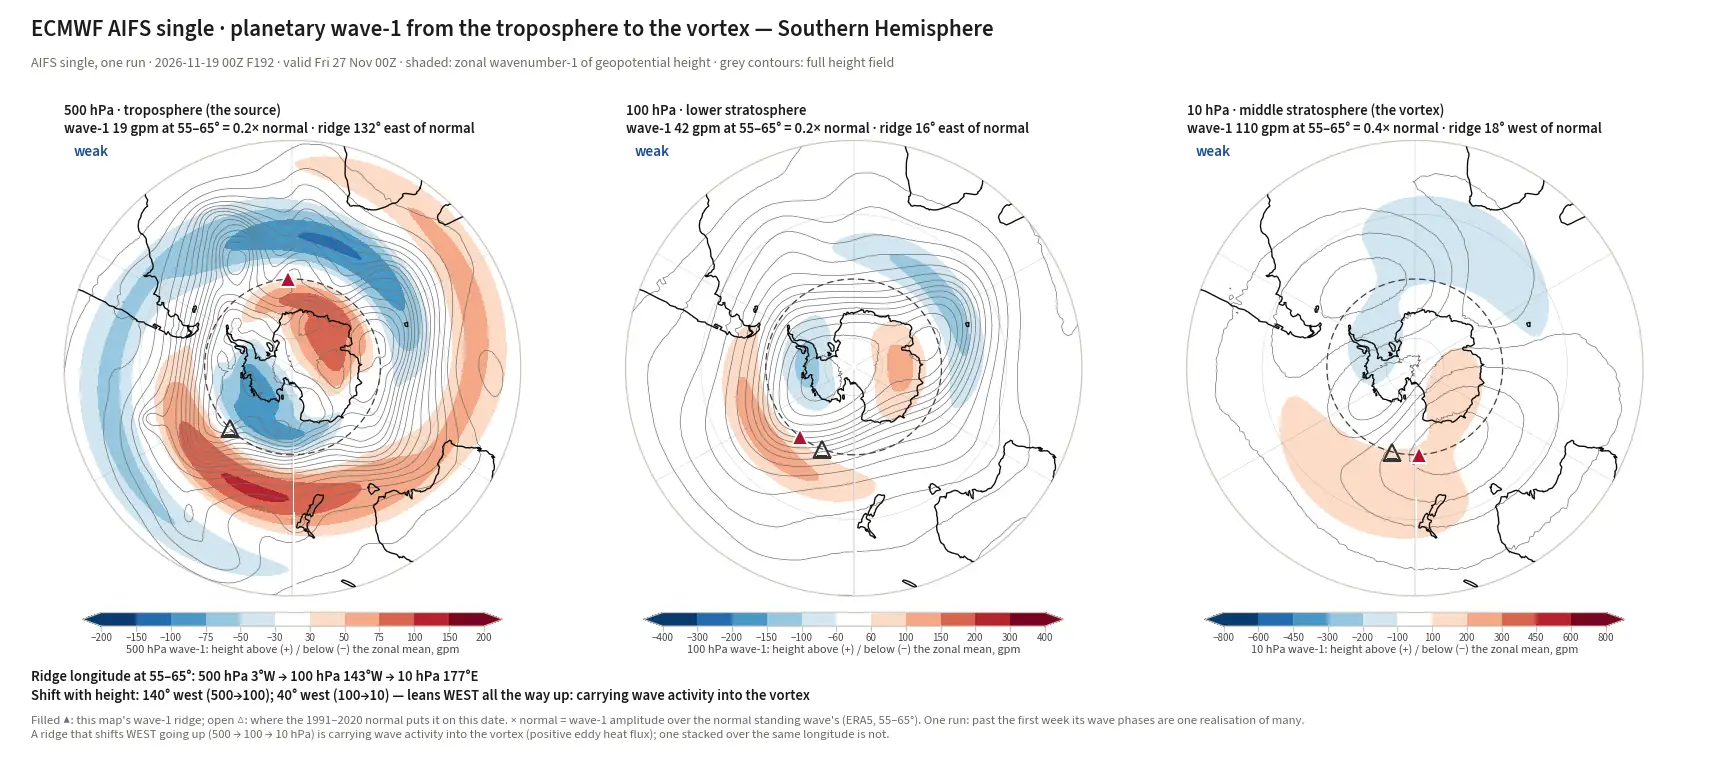 ECMWF AIFS single · planetary wave-1 from the troposphere to the vortex — Southern Hemisphere
AIFS single, one run · 2026-11-19 00Z F192 · valid Fri 27 Nov 00Z · shaded: zonal wavenumber-1 of geopotential height · grey contours: full height field
500 hPa · troposphere (the source)
wave-1 19 gpm at 55–65° = 0.2× normal · ridge 132° east of normal
weak
100 hPa · lower stratosphere
wave-1 42 gpm at 55–65° = 0.2× normal · ridge 16° east of normal
weak
10 hPa · middle stratosphere (the vortex)
wave-1 110 gpm at 55–65° = 0.4× normal · ridge 18° west of normal
weak
−200 −150 −100 −75 −50 −30 30 50 75 100 150 200
500 hPa wave-1: height above (+) / below (−) the zonal mean, gpm
−400 −300 −200 −150 −100 −60 60 100 150 200 300 400
100 hPa wave-1: height above (+) / below (−) the zonal mean, gpm
−800 −600 −450 −300 −200 −100 100 200 300 450 600 800
10 hPa wave-1: height above (+) / below (−) the zonal mean, gpm
Ridge longitude at 55–65°: 500 hPa 3°W → 100 hPa 143°W → 10 hPa 177°E
Shift with height: 140° west (500→100); 40° west (100→10) — leans WEST all the way up: carrying wave activity into the vortex
Filled ▲: this map's wave-1 ridge; open △: where the 1991–2020 normal puts it on this date. × normal = wave-1 amplitude over the normal standing wave's (ERA5, 55–65°). One run: past the first week its wave phases are one realisation of many.
A ridge that shifts WEST going up (500 → 100 → 10 hPa) is carrying wave activity into the vortex (positive eddy heat flux); one stacked over the same longitude is not.